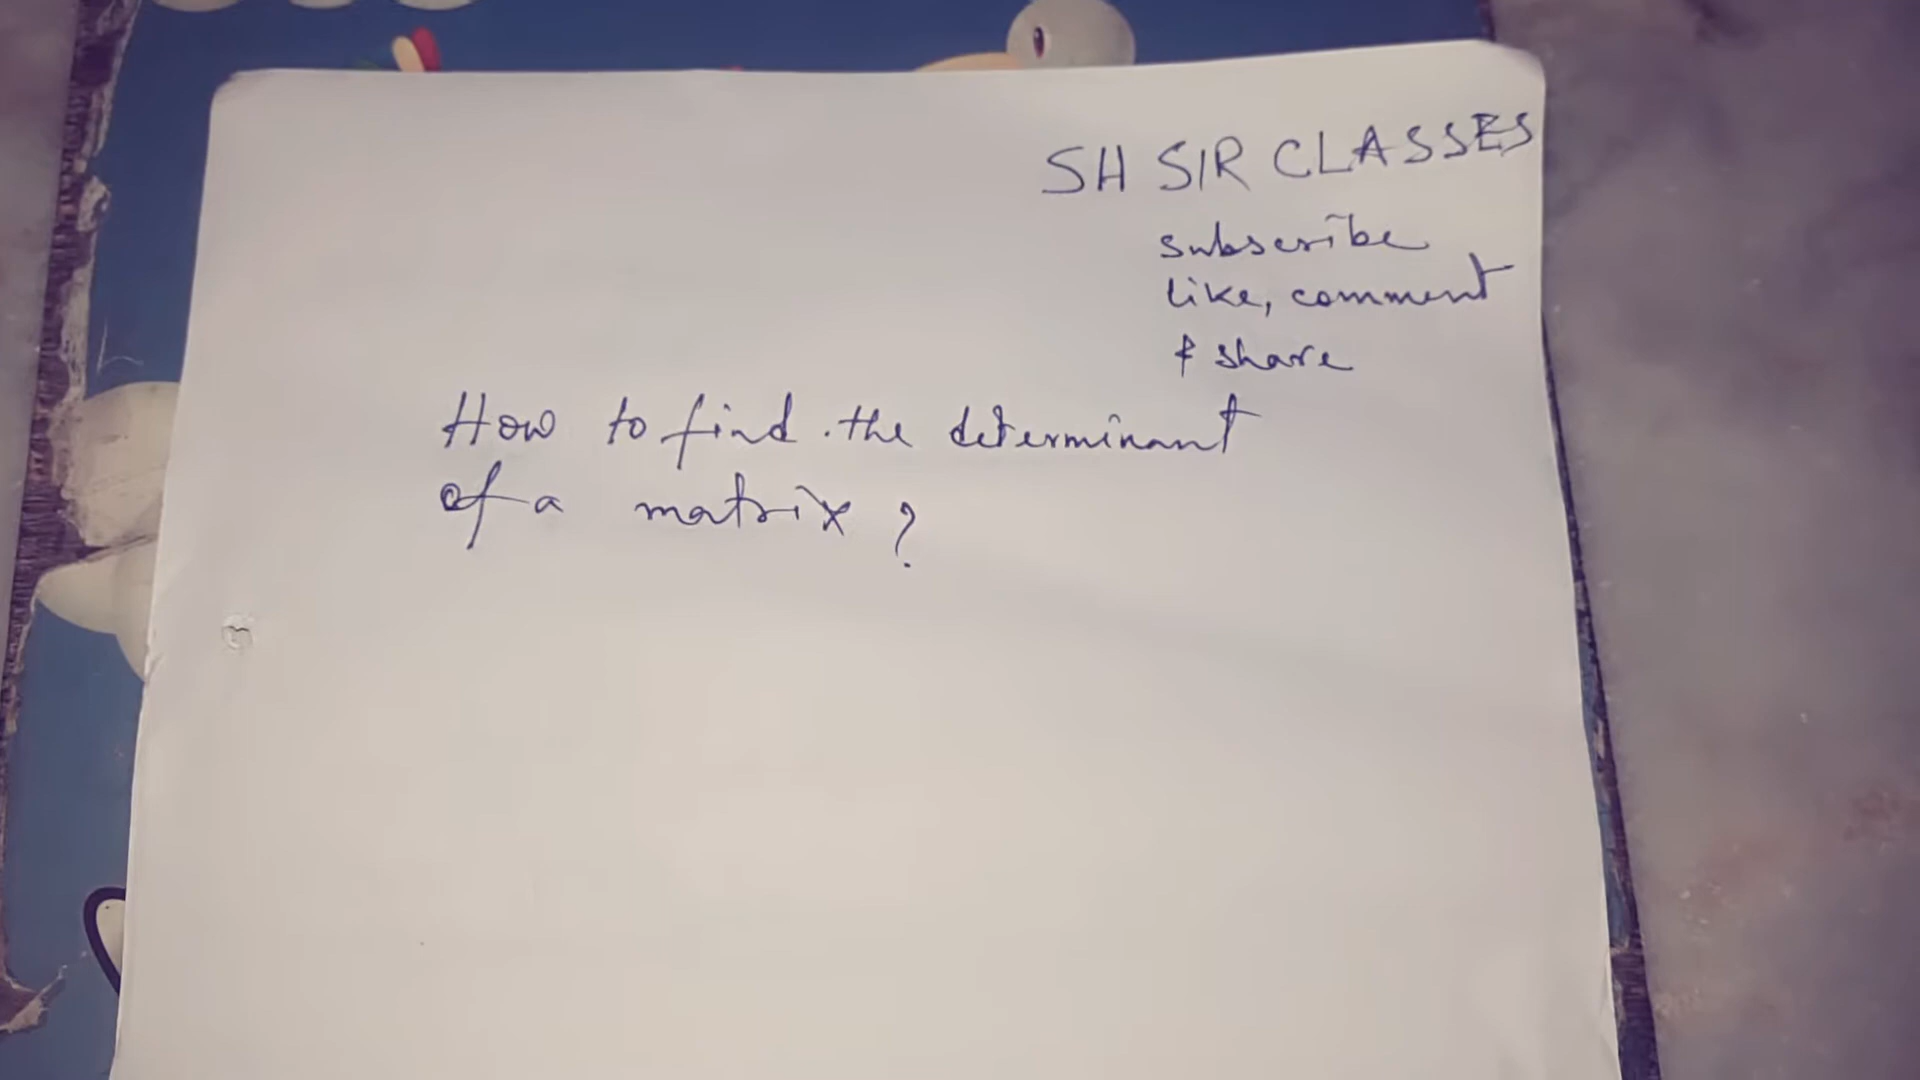 SH SIR CLASSES
subscribe
like, comment
& share
How to find the determinant
of a matrix ?